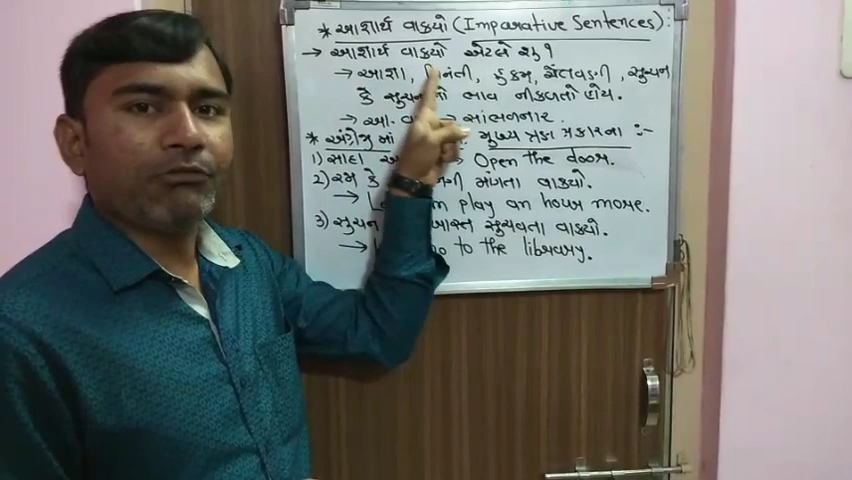 * આજ્ઞાર્થ વાક્યો (Imparative Sentences):
→ આજ્ઞાર્થ વાક્યો એટલે શું ?
→ આજ્ઞા, હુકમ, ચેતવણી, સુચન
કે ભાવ નીકળતો હોય.
→ આ. → સાંભળનાર.
* અંગ્રેજી માં મુખ્ય ત્રણ પ્રકારના :-
1) સાદા → Open the door.
2) રજા કે મંગતા વાક્યો.
→ play an hour more.
3) સુચન સુચવતા વાક્યો.
→ to the library.